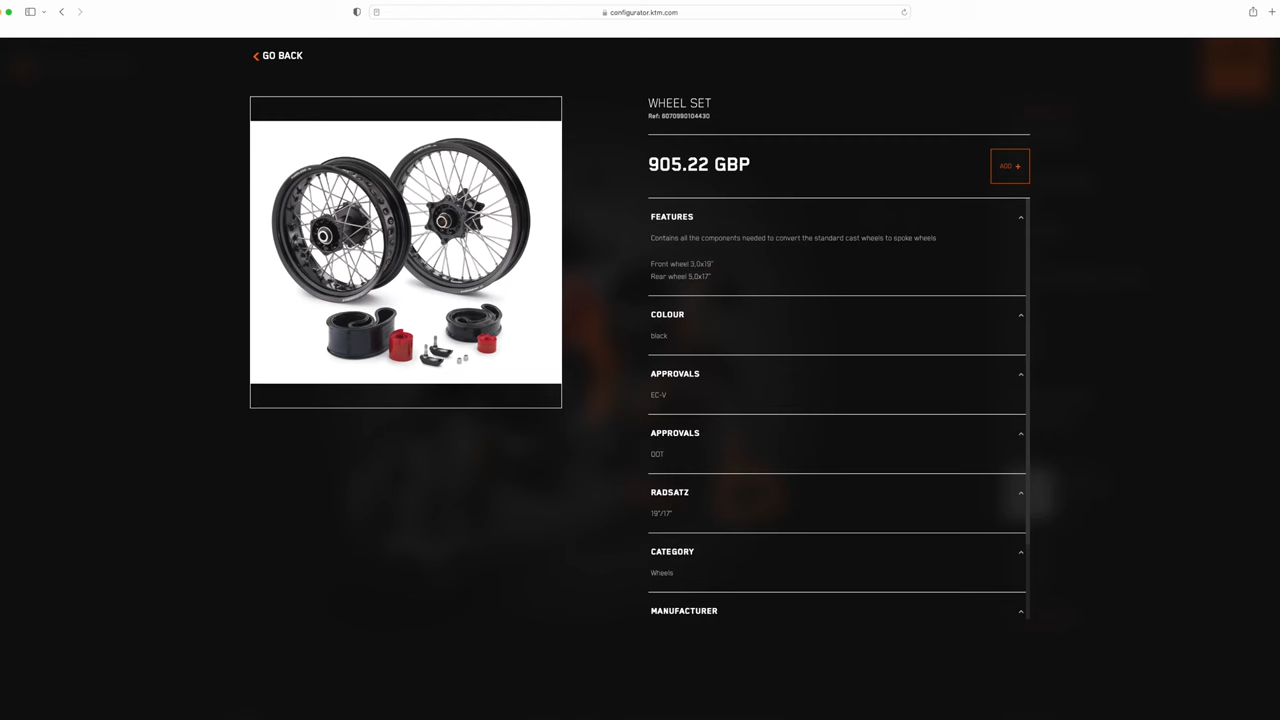 configurator.ktm.com
GO BACK
WHEEL SET
Ref: 6070990104430
905.22 GBP
ADD +
FEATURES
Contains all the components needed to convert the standard cast wheels to spoke wheels
Front wheel 3,0x19"
Rear wheel 5,0x17"
COLOUR
black
APPROVALS
EC-V
APPROVALS
DOT
RADSATZ
19"/17"
CATEGORY
Wheels
MANUFACTURER